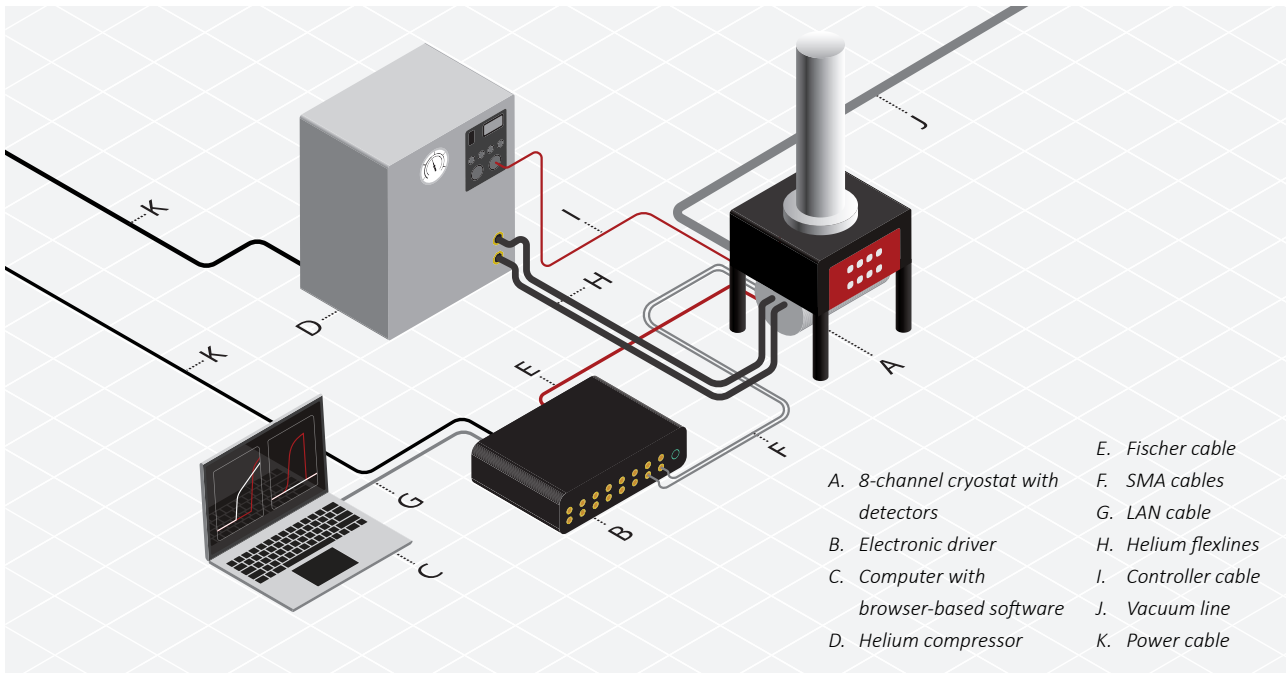 J
K
I
H
D
K
A
E
F
G
B
C
A. 8-channel cryostat with
detectors
B. Electronic driver
C. Computer with
browser-based software
D. Helium compressor
E. Fischer cable
F. SMA cables
G. LAN cable
H. Helium flexlines
I. Controller cable
J. Vacuum line
K. Power cable